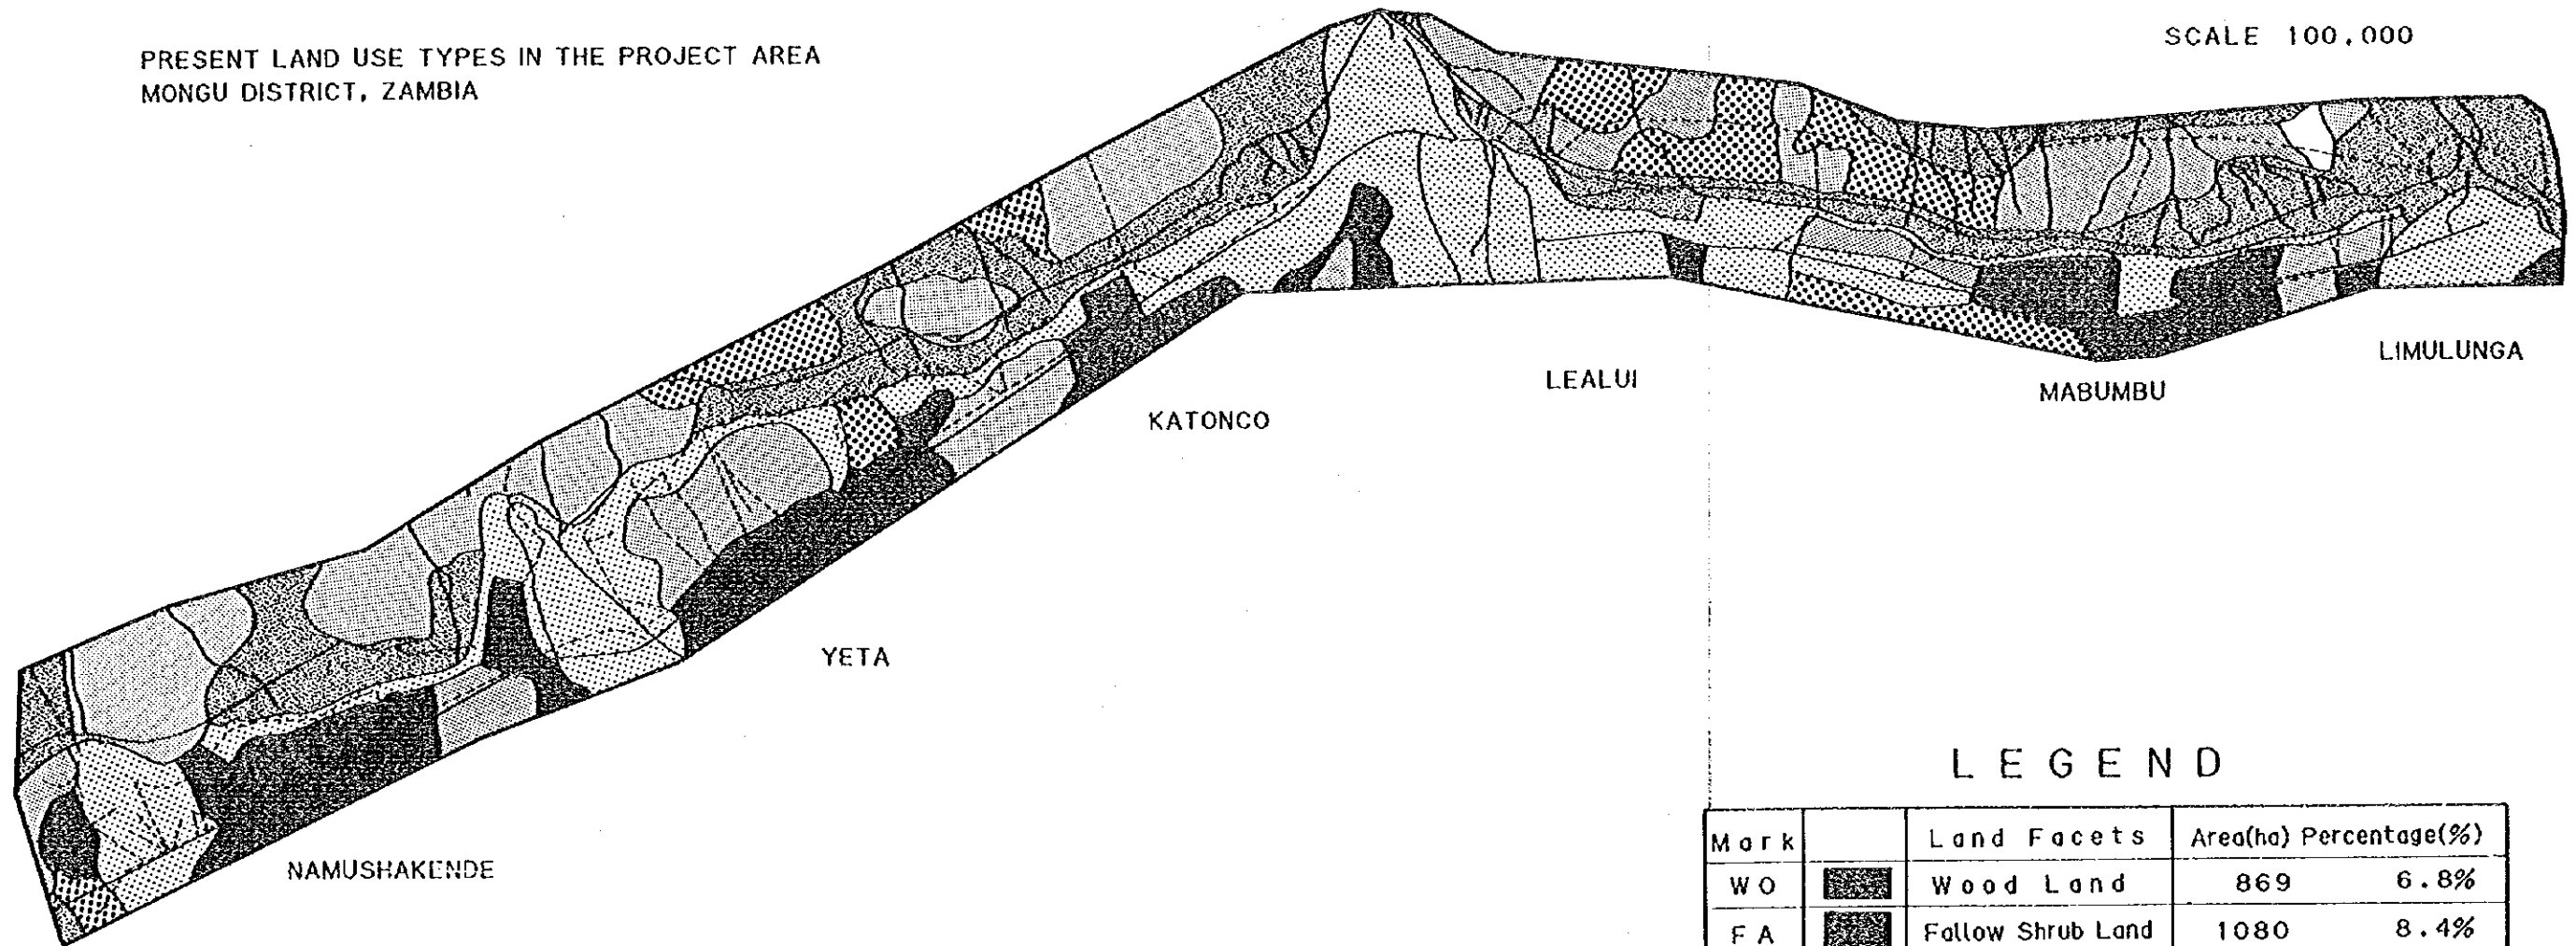 PRESENT LAND USE TYPES IN THE PROJECT AREA
MONGU DISTRICT, ZAMBIA
SCALE 100,000
LIMULUNGA
LEALUI
MABUMBU
KATONCO
YETA
NAMUSHAKENDE
LEGEND
Mark Land Facets Area(ha) Percentage(%)
WO Wood Land 869 6.8%
FA Fallow Shrub Land 1080 8.4%